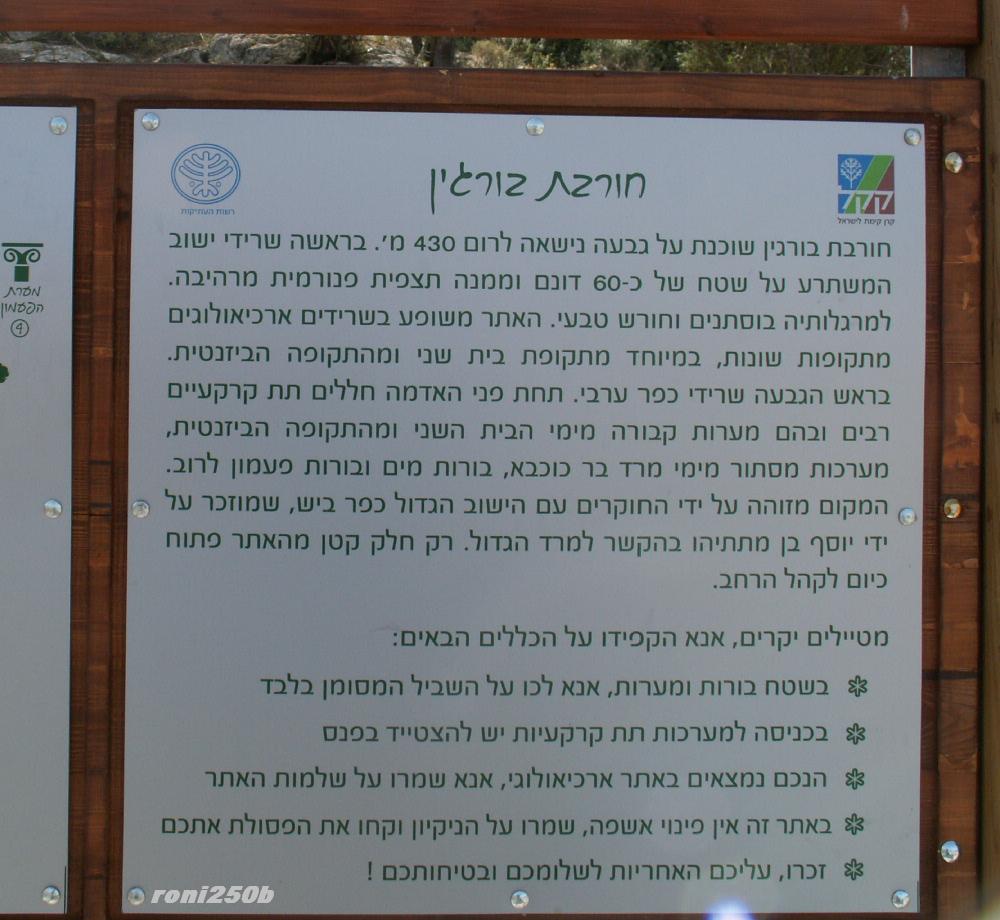 חורבת בורגין
רשות העתיקות
קק"ל
קרן קימת לישראל
חורבת בורגין שוכנת על גבעה נישאה לרום 430 מ'. בראשה שרידי ישוב
המשתרע על שטח של כ-60 דונם וממנה תצפית פנורמית מרהיבה.
למרגלותיה בוסתנים וחורש טבעי. האתר משופע בשרידים ארכיאולוגים
מתקופות שונות, במיוחד מתקופת בית שני ומהתקופה הביזנטית.
בראש הגבעה שרידי כפר ערבי. תחת פני האדמה חללים תת קרקעיים
רבים ובהם מערות קבורה מימי הבית השני ומהתקופה הביזנטית,
מערכות מסתור מימי מרד בר כוכבא, בורות מים ובורות פעמון לרוב.
המקום מזוהה על ידי החוקרים עם הישוב הגדול כפר ביש, שמוזכר על
ידי יוסף בן מתתיהו בהקשר למרד הגדול. רק חלק קטן מהאתר פתוח
כיום לקהל הרחב.
מטיילים יקרים, אנא הקפידו על הכללים הבאים:
בשטח בורות ומערות, אנא לכו על השביל המסומן בלבד
בכניסה למערכות תת קרקעיות יש להצטייד בפנס
הנכם נמצאים באתר ארכיאולוגי, אנא שמרו על שלמות האתר
באתר זה אין פינוי אשפה, שמרו על הניקיון וקחו את הפסולת אתכם
זכרו, עליכם האחריות לשלומכם ובטיחותכם !
מערת
הפעמון
4
roni250b